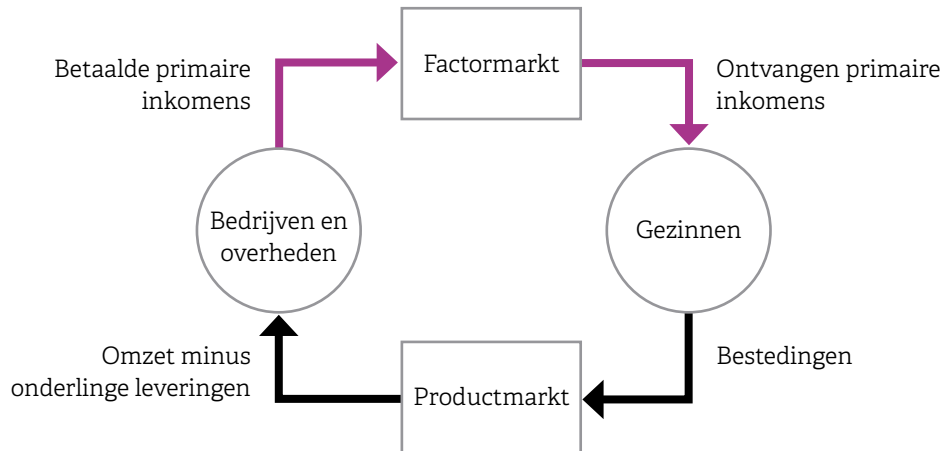 Factormarkt
Betaalde primaire
inkomens
Ontvangen primaire
inkomens
Bedrijven en
overheden
Gezinnen
Omzet minus
onderlinge leveringen
Productmarkt
Bestedingen